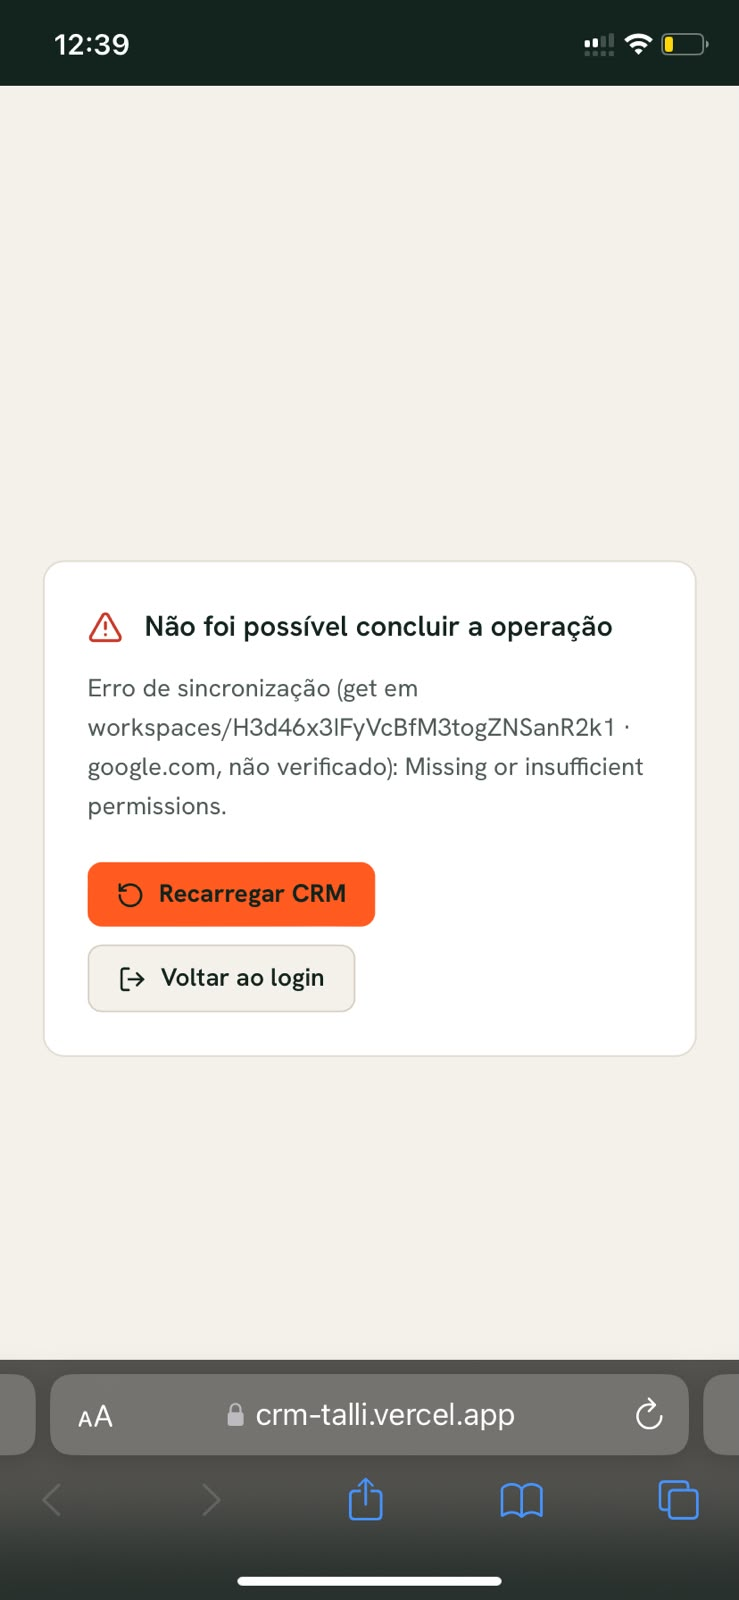 12:39
Não foi possível concluir a operação
Erro de sincronização (get em
workspaces/H3d46x3lFyVcBfM3togZNSanR2k1 ·
google.com, não verificado): Missing or insufficient
permissions.
Recarregar CRM
Voltar ao login
AA
crm-talli.vercel.app